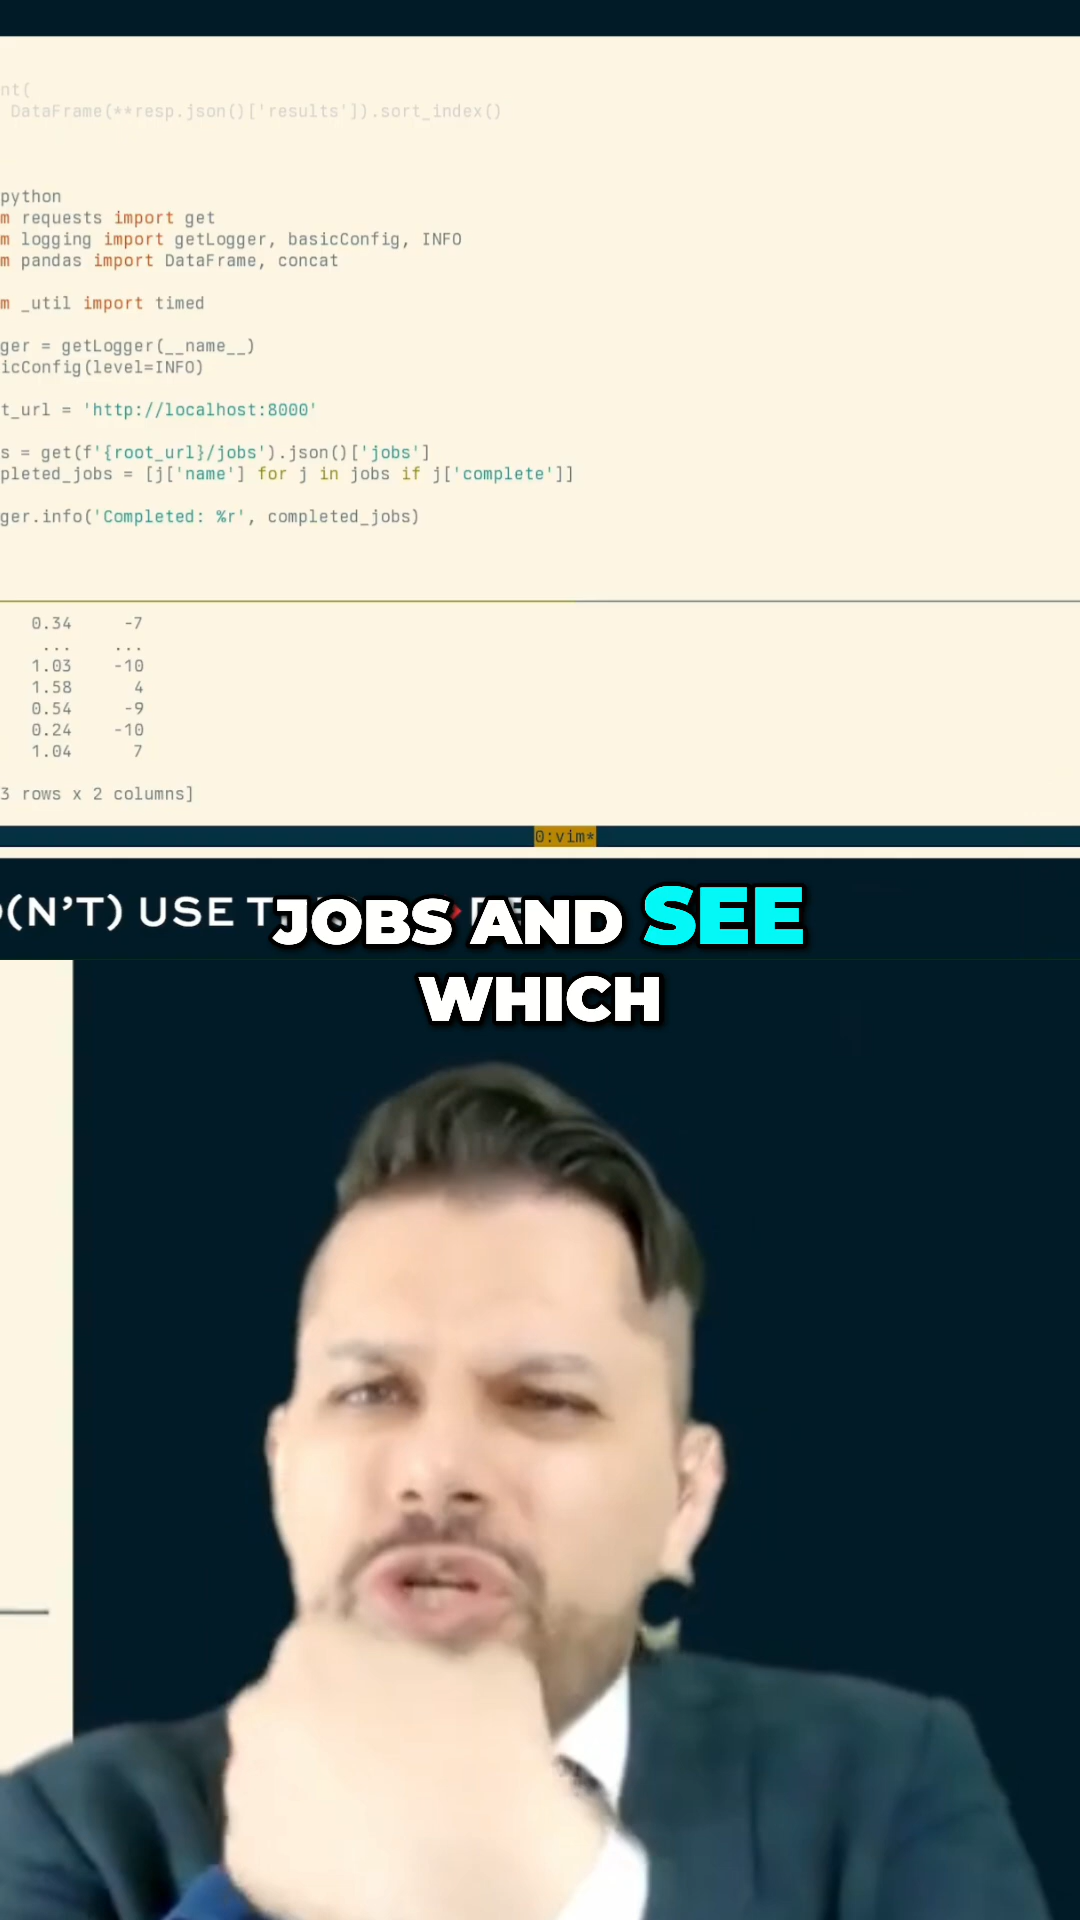 nt(
DataFrame(**resp.json()['results']).sort_index()
python
m requests import get
m logging import getLogger, basicConfig, INFO
m pandas import DataFrame, concat
m _util import timed
ger = getLogger(__name__)
icConfig(level=INFO)
t_url = 'http://localhost:8000'
s = get(f'{root_url}/jobs').json()['jobs']
pleted_jobs = [j['name'] for j in jobs if j['complete']]
ger.info('Completed: %r', completed_jobs)
0.34 -7
... ...
1.03 -10
1.58 4
0.54 -9
0.24 -10
1.04 7
3 rows x 2 columns]
0:vim*
(N'T) USE
JOBS AND SEE
WHICH